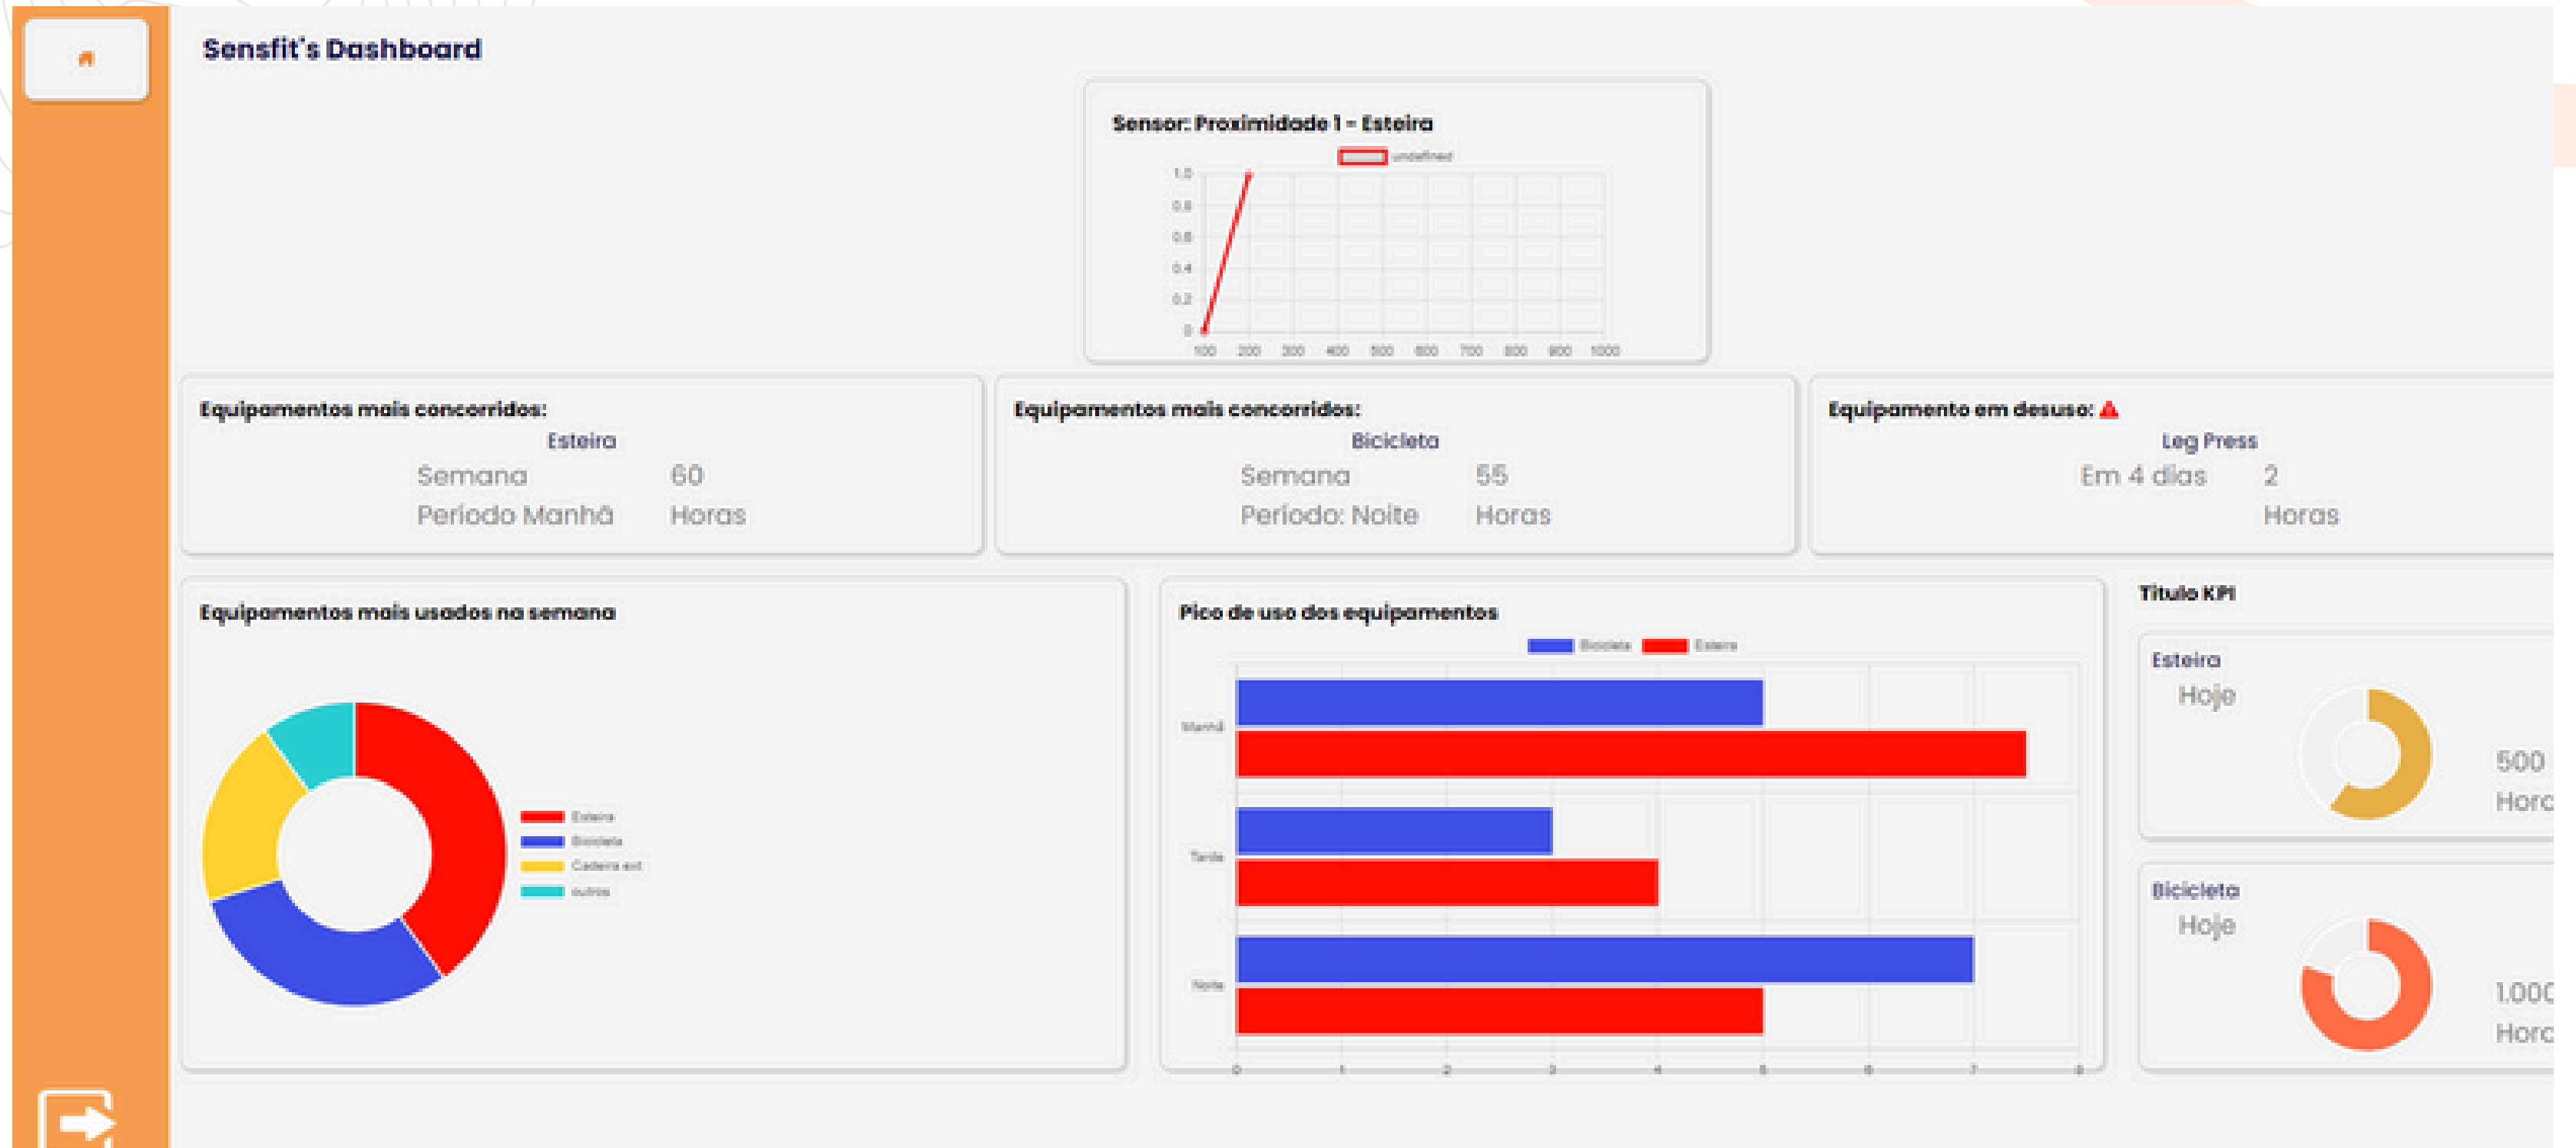 Sensfit's Dashboard
Sensor: Proximidade 1 - Esteira
undefined
1.0
0.8
0.6
0.4
0.2
0
100 200 300 400 500 600 700 800 900 1000
Equipamentos mais concorridos:
Esteira
Semana 60
Período Manhã Horas
Equipamentos mais concorridos:
Bicicleta
Semana 55
Período: Noite Horas
Equipamento em desuso:
Leg Press
Em 4 dias 2
Horas
Equipamentos mais usados na semana
Esteira
Bicicleta
Cadeira ext
outros
Pico de uso dos equipamentos
Bicicleta Esteira
Manhã
Tarde
Noite
0 1 2 3 4 5 6 7 8
Titulo KPI
Esteira
Hoje
500
Bicicleta
Hoje